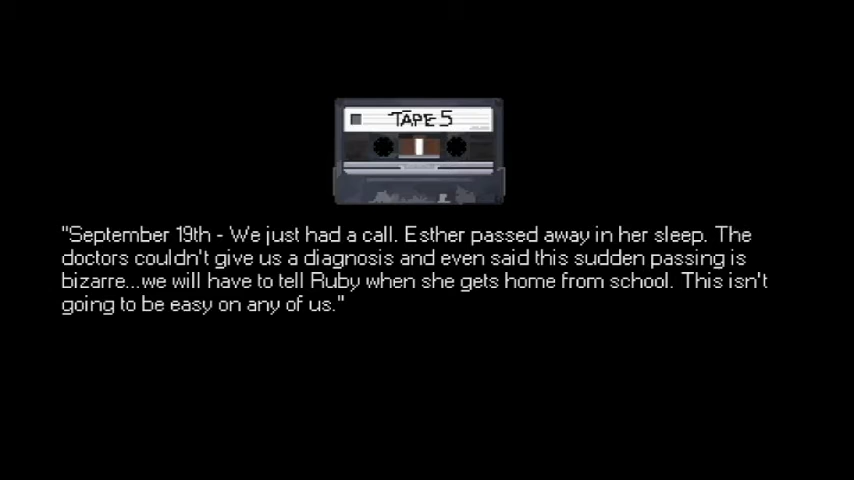 TAPE 5
"September 19th - We just had a call. Esther passed away in her sleep. The
doctors couldn't give us a diagnosis and even said this sudden passing is
bizarre...we will have to tell Ruby when she gets home from school. This isn't
going to be easy on any of us."